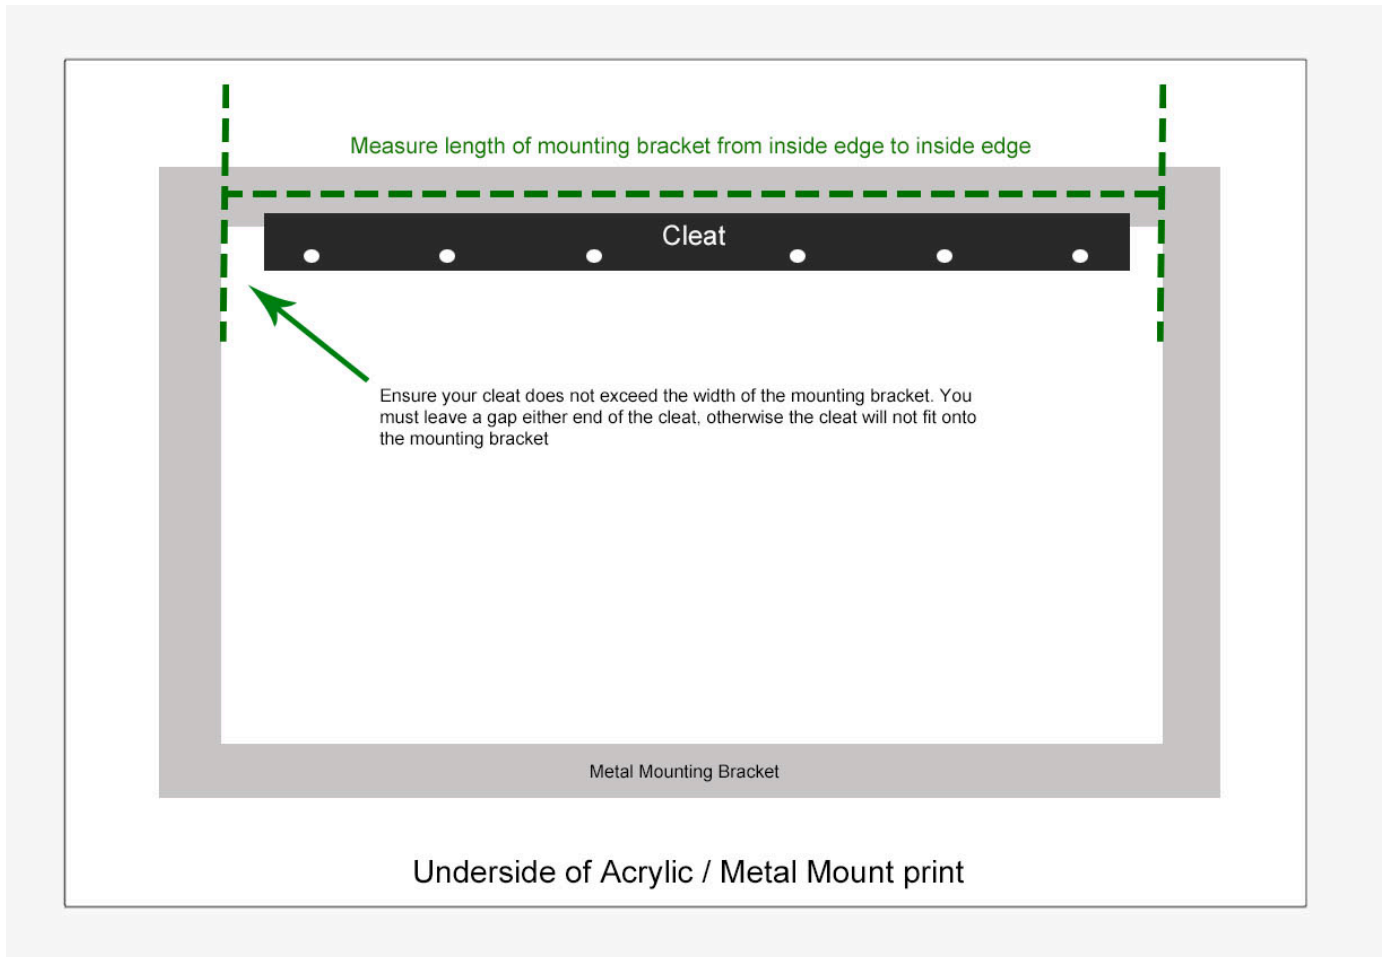 Measure length of mounting bracket from inside edge to inside edge
Cleat
Ensure your cleat does not exceed the width of the mounting bracket. You
must leave a gap either end of the cleat, otherwise the cleat will not fit onto
the mounting bracket
Metal Mounting Bracket
Underside of Acrylic / Metal Mount print